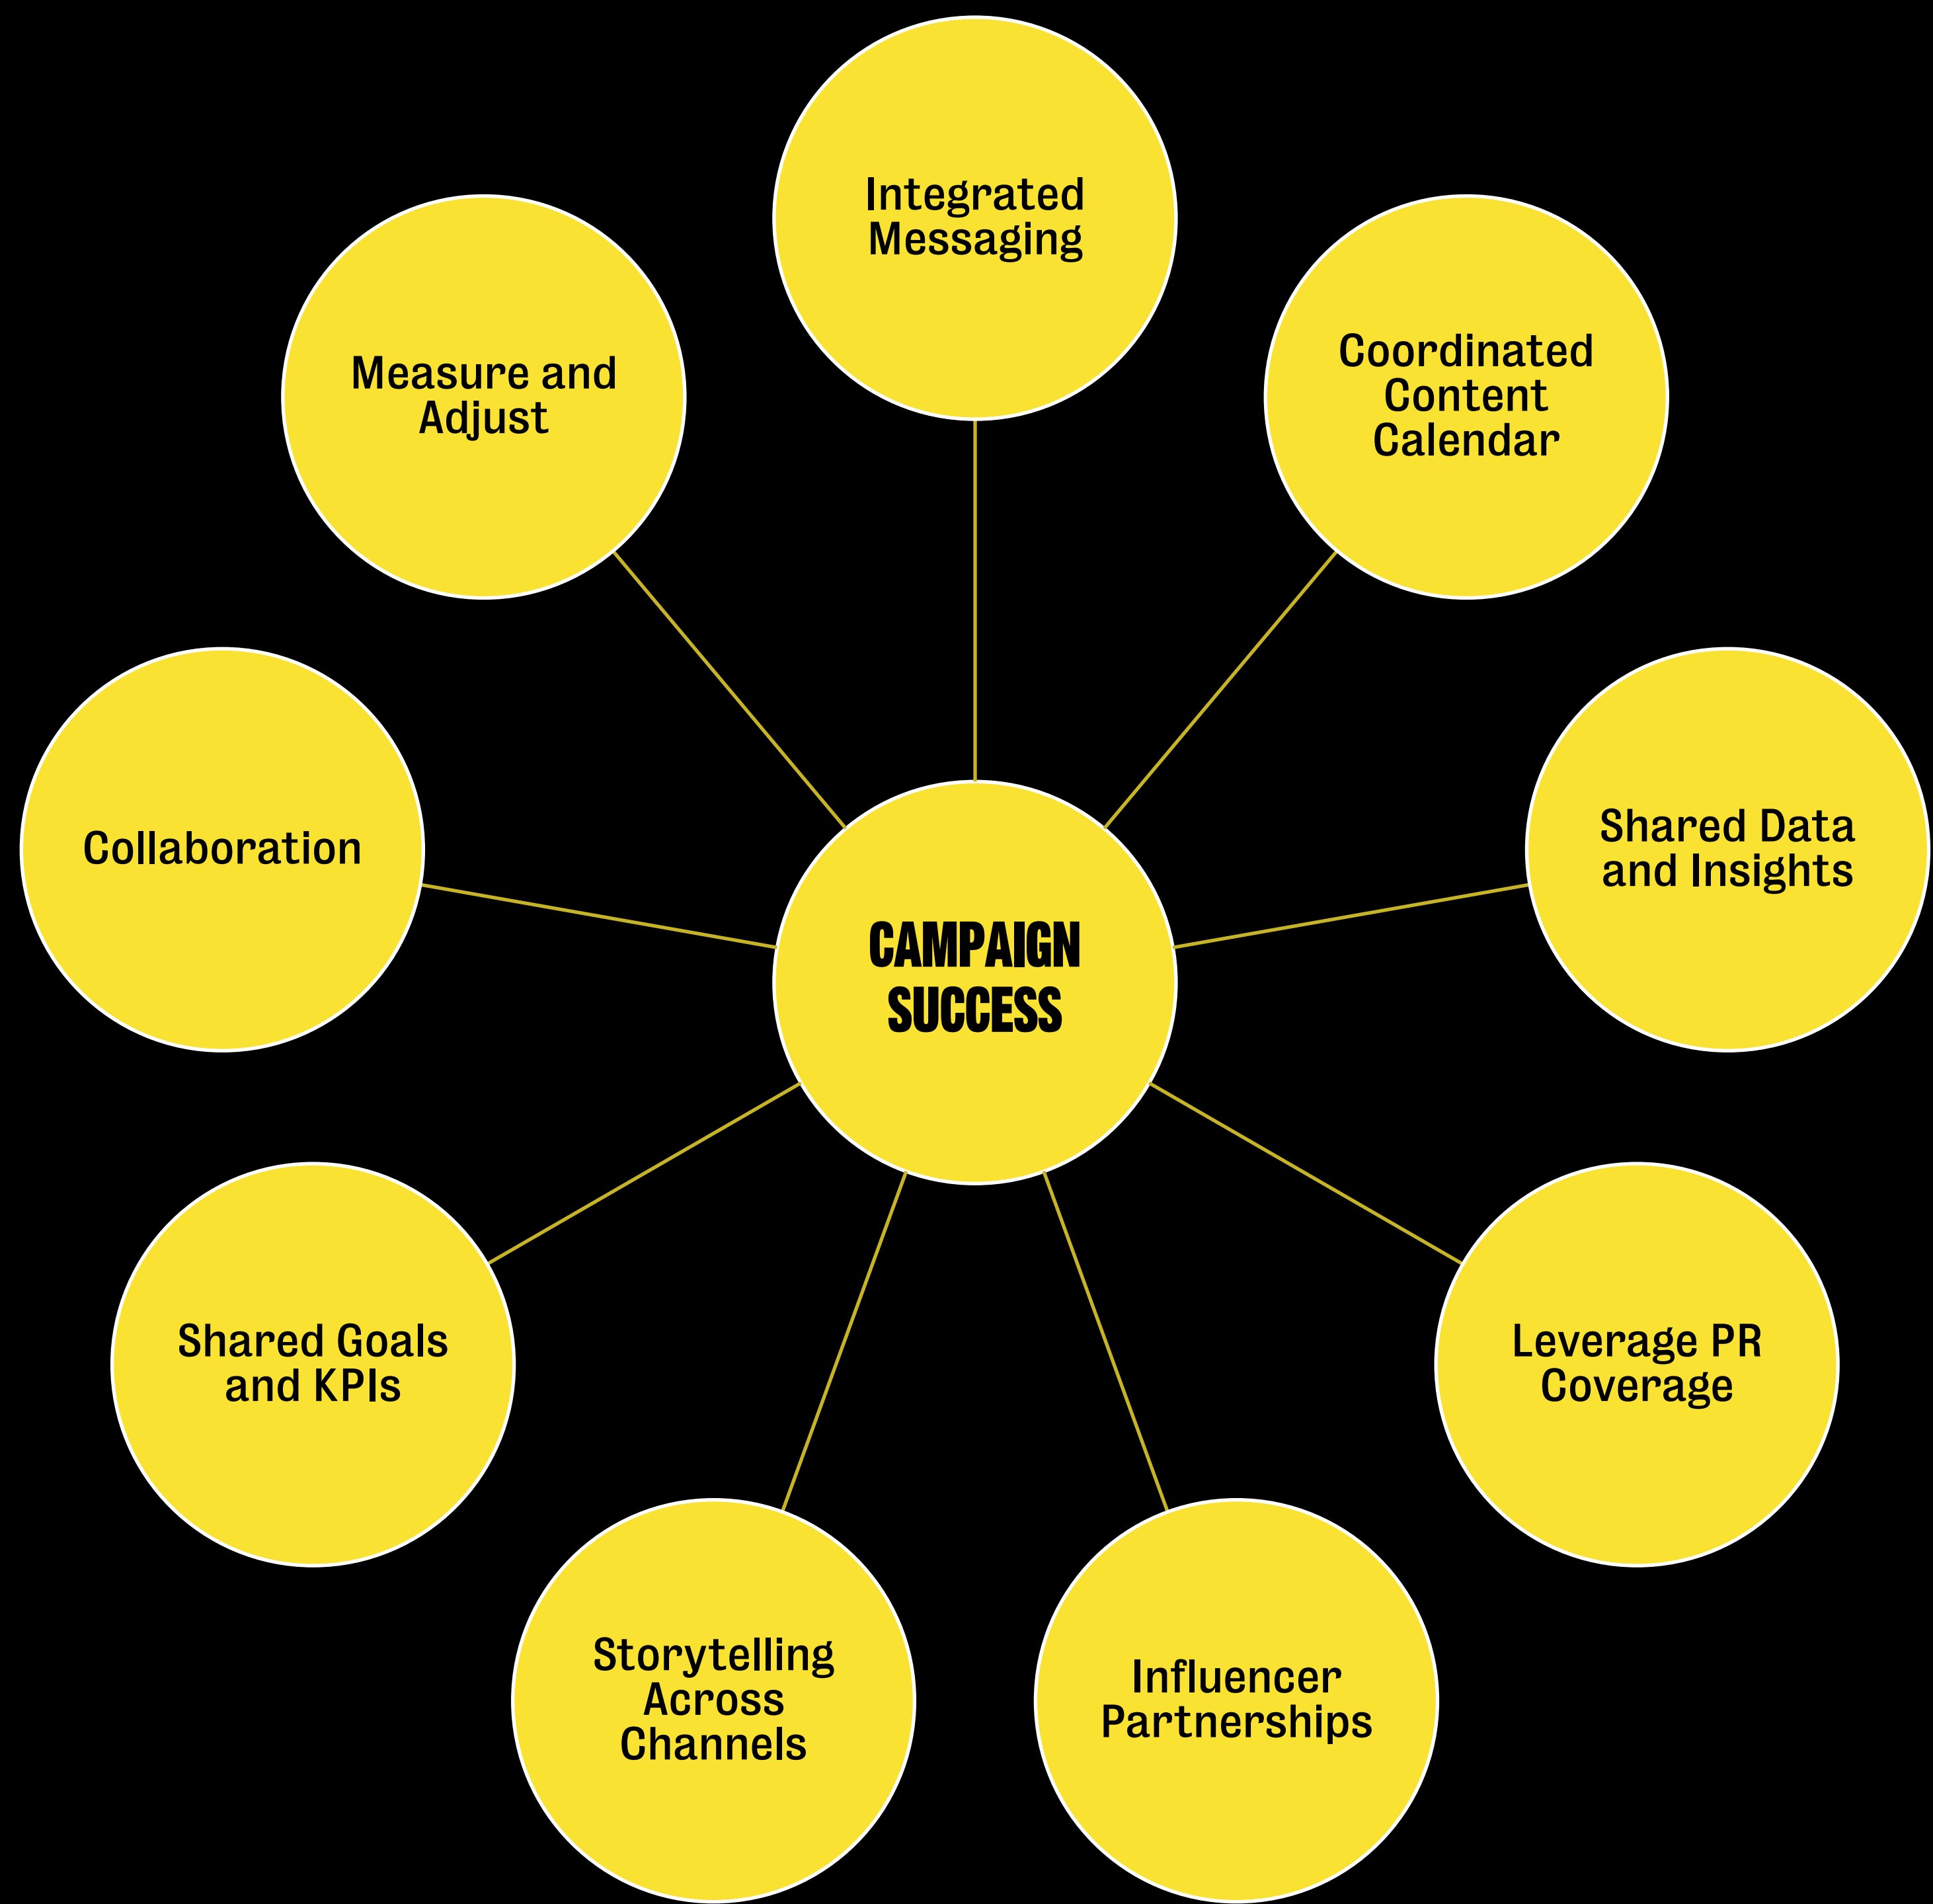 Integrated
Messaging
Coordinated
Content
Calendar
Shared Data
and Insights
Leverage PR
Coverage
Influencer
Partnerships
Storytelling
Across
Channels
Shared Goals
and KPIs
Collaboration
Measure and
Adjust
CAMPAIGN
SUCCESS